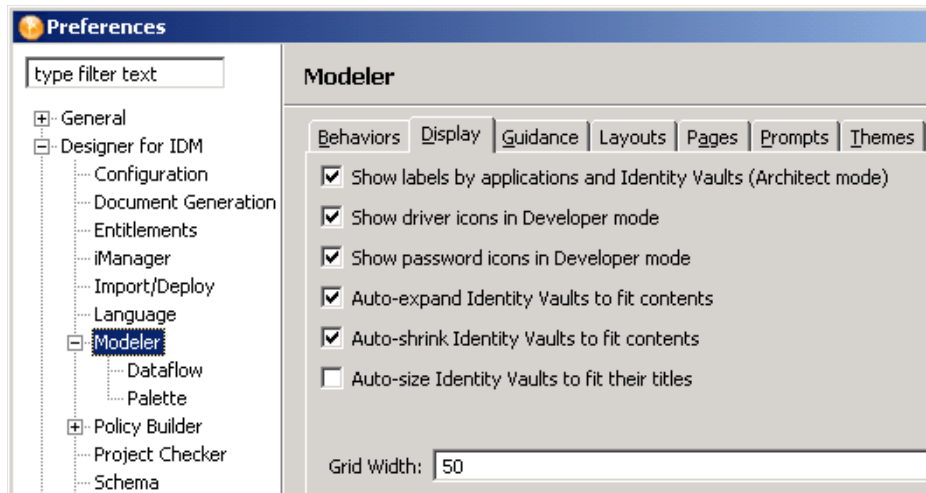 Preferences
type filter text
General
Designer for IDM
Configuration
Document Generation
Entitlements
iManager
Import/Deploy
Language
Modeler
Dataflow
Palette
Policy Builder
Project Checker
Schema
Modeler
Behaviors Display Guidance Layouts Pages Prompts Themes
Show labels by applications and Identity Vaults (Architect mode)
Show driver icons in Developer mode
Show password icons in Developer mode
Auto-expand Identity Vaults to fit contents
Auto-shrink Identity Vaults to fit contents
Auto-size Identity Vaults to fit their titles
Grid Width: 50